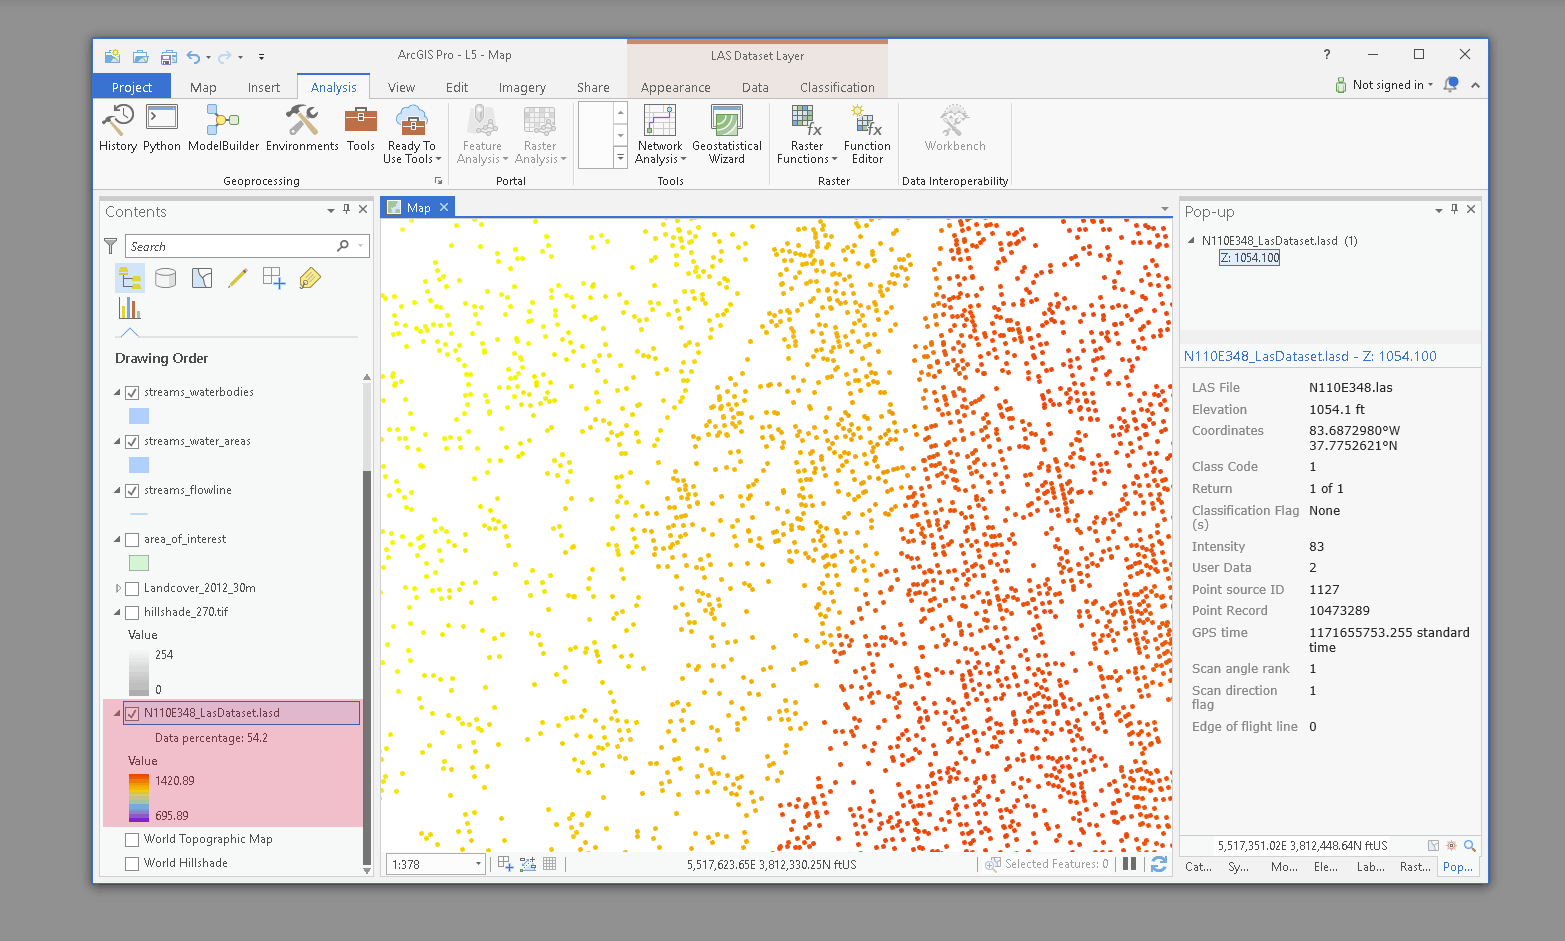 ArcGIS Pro - L5 - Map
LAS Dataset Layer
?
Project Map Insert Analysis View Edit Imagery Share Appearance Data Classification
Not signed in
History Python ModelBuilder Environments Tools Ready To Use Tools
Feature Analysis Raster Analysis
Network Analysis Geostatistical Wizard
Raster Functions Function Editor
Workbench
Geoprocessing Portal Tools Raster Data Interoperability
Contents
Search
Drawing Order
streams_waterbodies
streams_water_areas
streams_flowline
area_of_interest
Landcover_2012_30m
hillshade_270.tif
Value
254
0
N110E348_LasDataset.lasd
Data percentage: 54.2
Value
1420.89
695.89
World Topographic Map
World Hillshade
Map
1:378
5,517,623.65E 3,812,330.25N ftUS
Selected Features: 0
Pop-up
N110E348_LasDataset.lasd (1)
Z: 1054.100
N110E348_LasDataset.lasd - Z: 1054.100
LAS File N110E348.las
Elevation 1054.1 ft
Coordinates 83.6872980°W
37.7752621°N
Class Code 1
Return 1 of 1
Classification Flag None
(s)
Intensity 83
User Data 2
Point source ID 1127
Point Record 10473289
GPS time 1171655753.255 standard
time
Scan angle rank 1
Scan direction 1
flag
Edge of flight line 0
5,517,351.02E 3,812,448.64N ftUS
Cat... Sy... Mo... Ele... Lab... Rast... Pop...